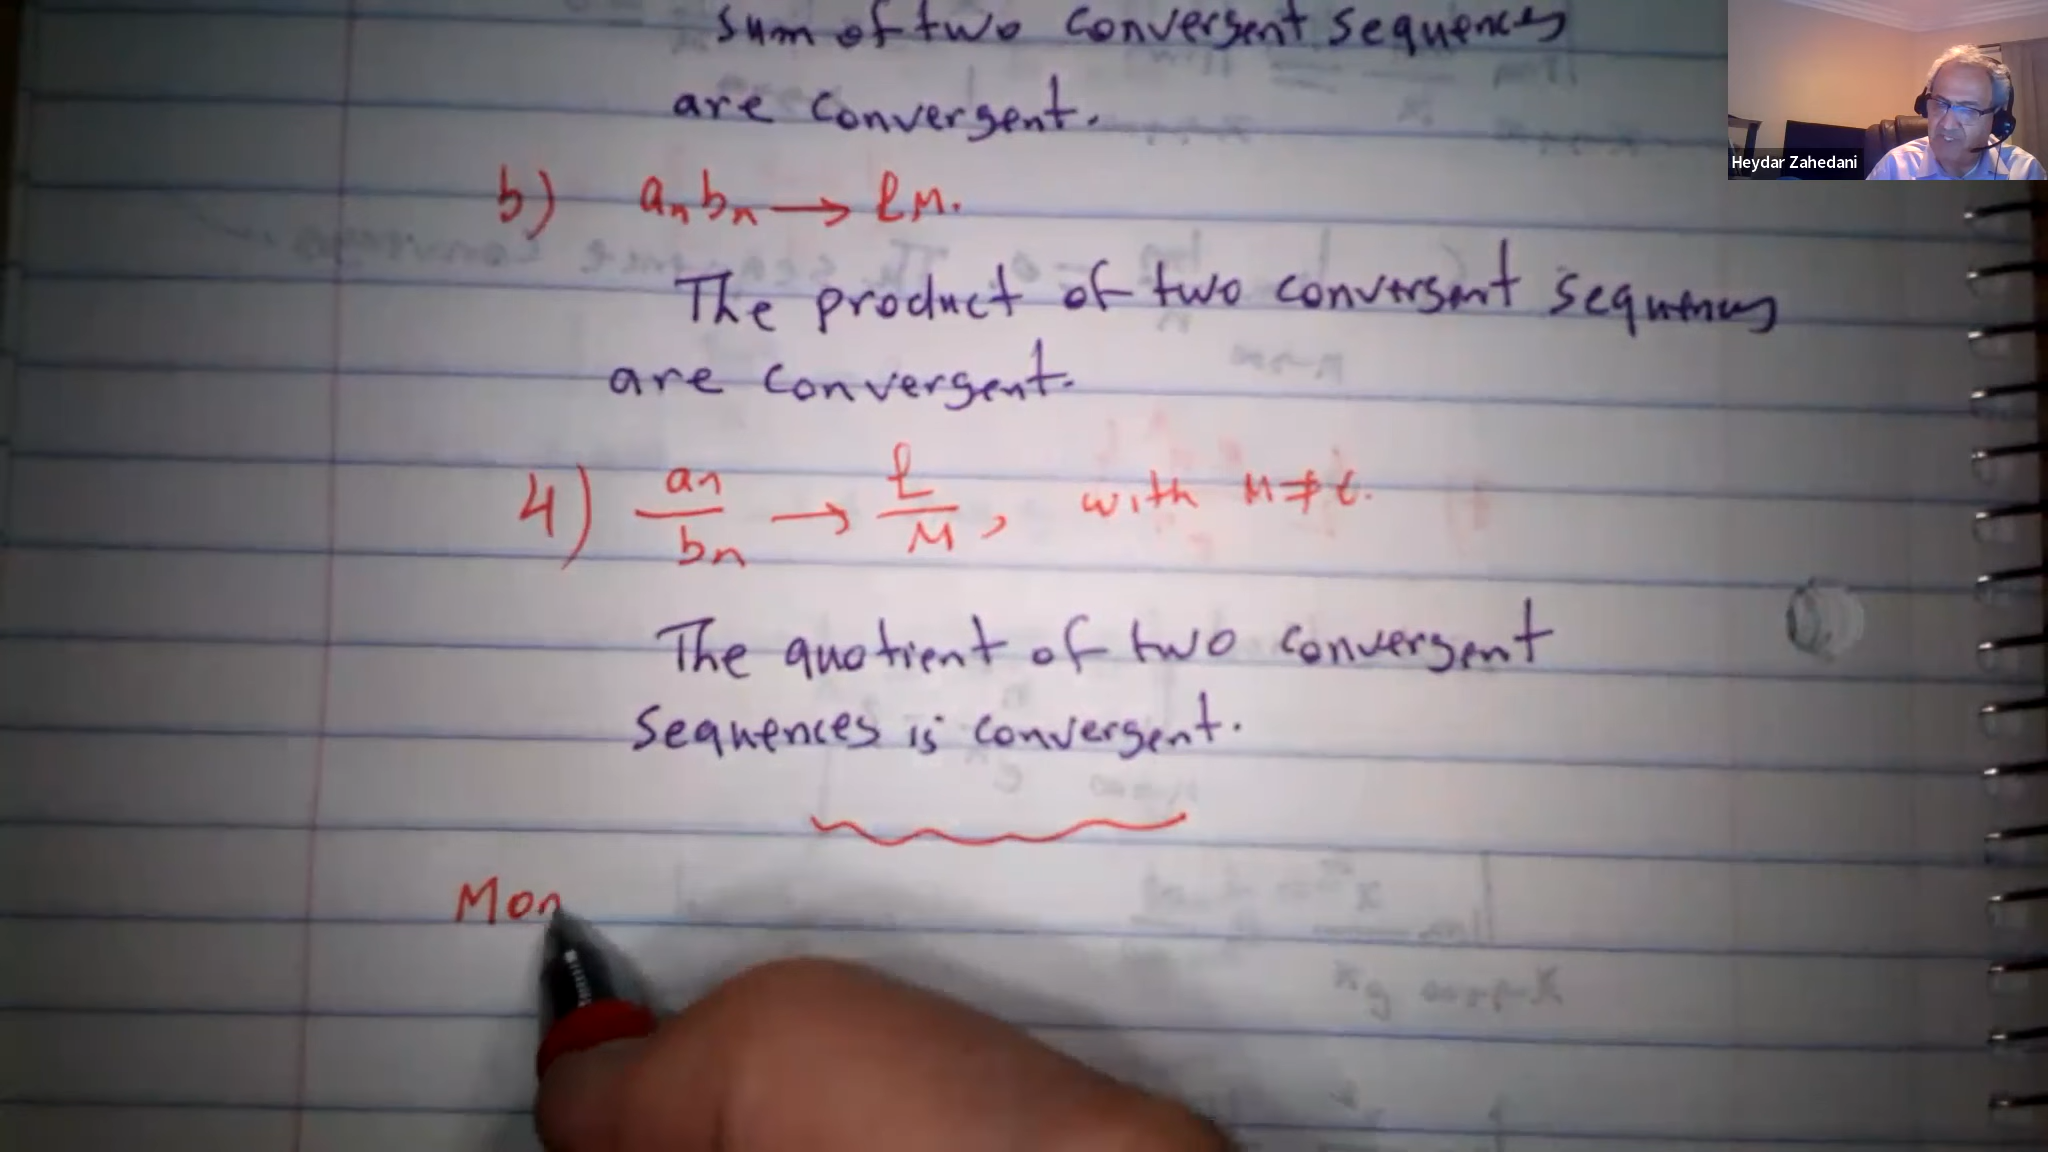 sum of two convergent sequences
are convergent.
Heydar Zahedani
b) aₙbₙ → ℓM.
The product of two convergent sequences
are convergent.
4) aₙ/bₙ → ℓ/M, with M≠
The quotient of two convergent
sequences is convergent.
Mon